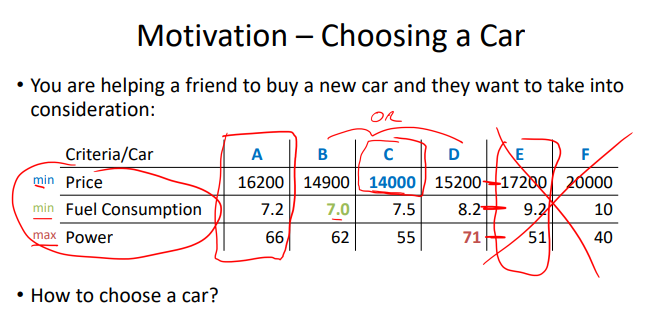 Motivation – Choosing a Car
• You are helping a friend to buy a new car and they want to take into
consideration:
OR
Criteria/Car A B C D E F
min Price 16200 14900 14000 15200 17200 20000
min Fuel Consumption 7.2 7.0 7.5 8.2 9.2 10
max Power 66 62 55 71 51 40
• How to choose a car?